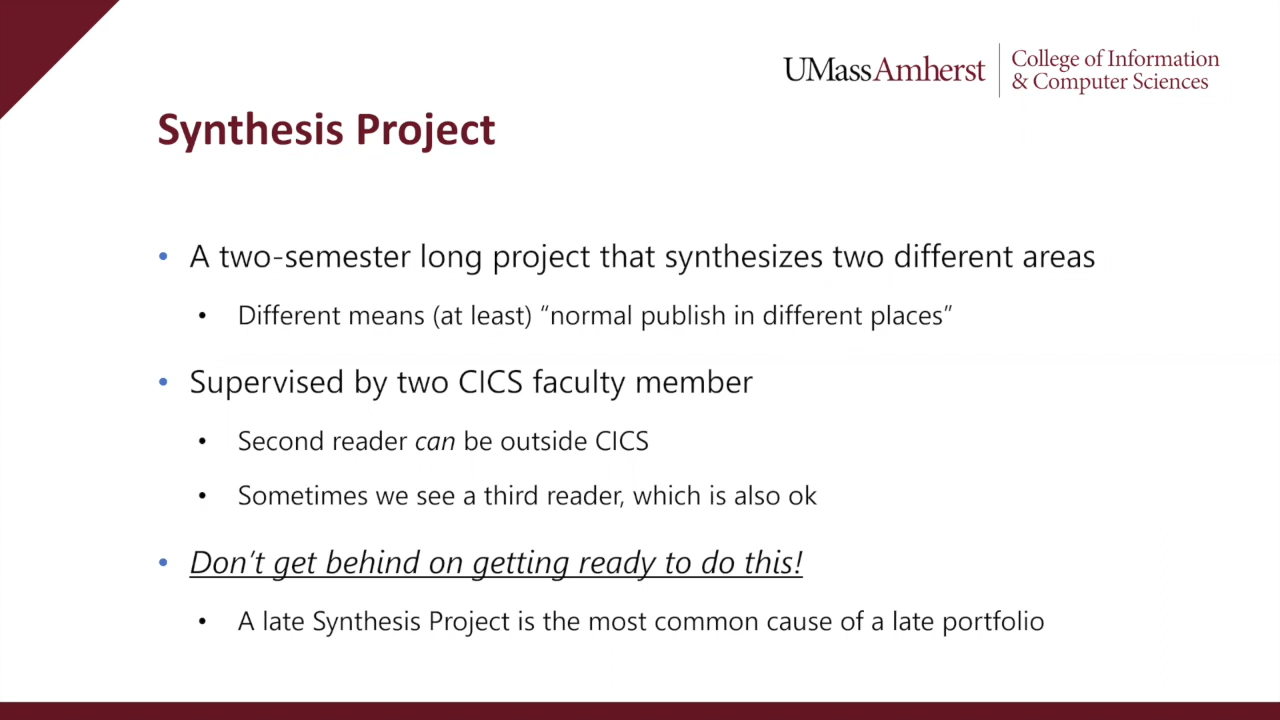 UMassAmherst
College of Information
& Computer Sciences
Synthesis Project
• A two-semester long project that synthesizes two different areas
• Different means (at least) “normal publish in different places”
• Supervised by two CICS faculty member
• Second reader can be outside CICS
• Sometimes we see a third reader, which is also ok
• Don’t get behind on getting ready to do this!
• A late Synthesis Project is the most common cause of a late portfolio